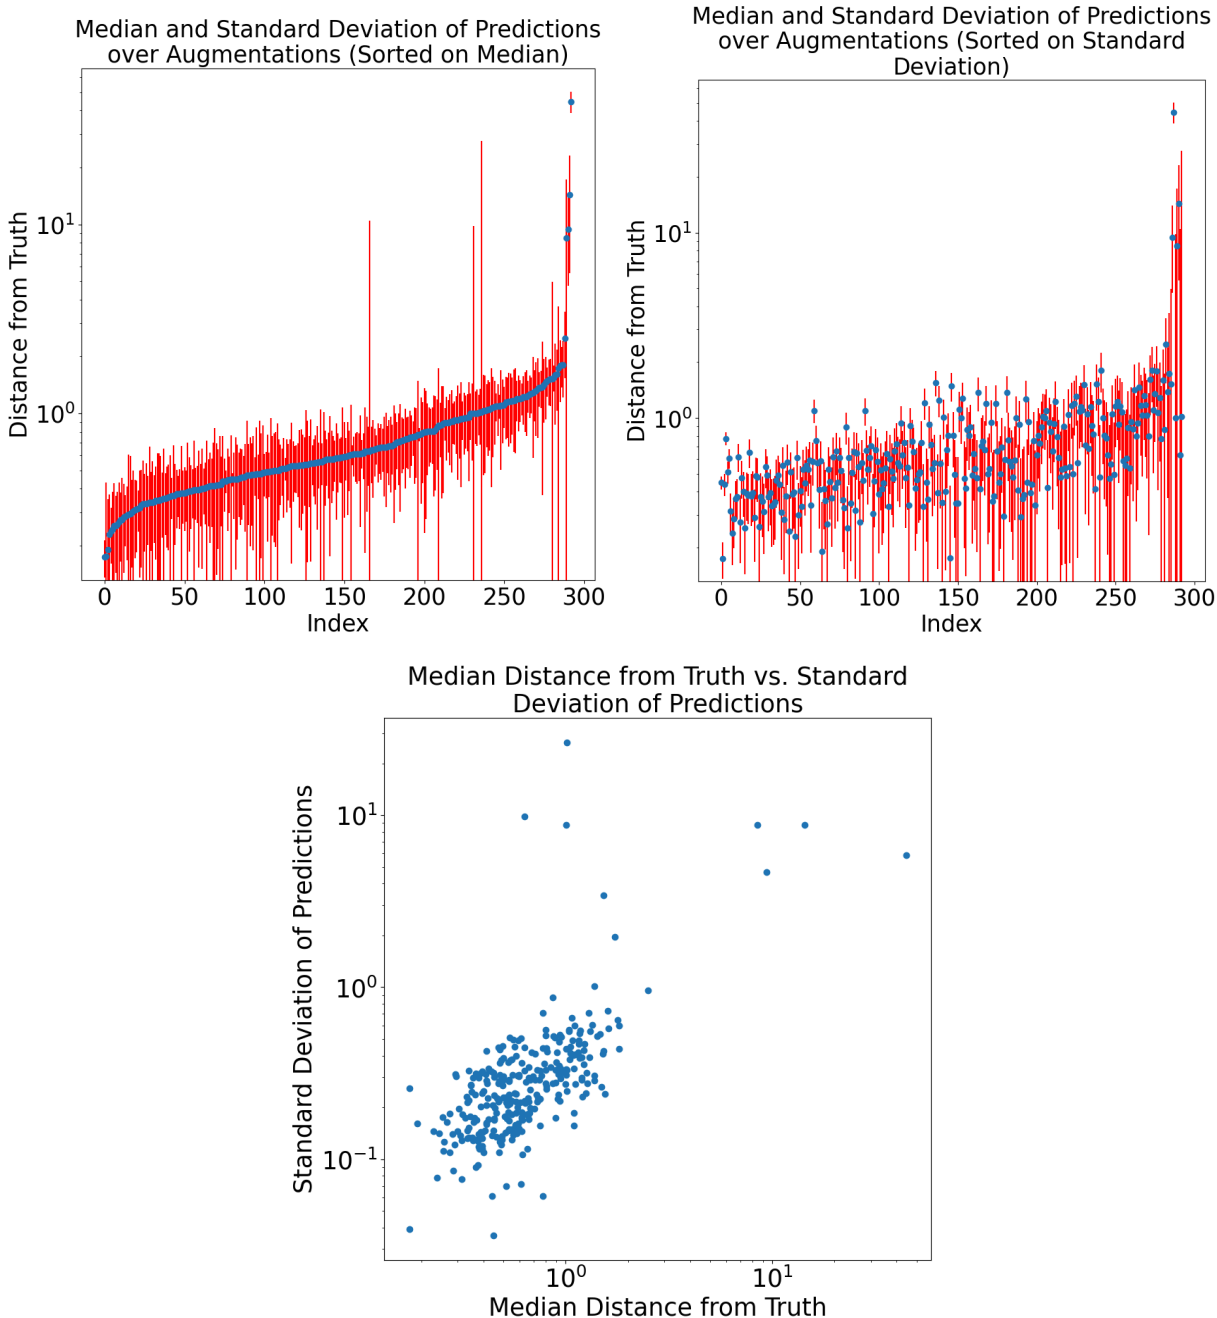 Median and Standard Deviation of Predictions
over Augmentations (Sorted on Median)
Distance from Truth
10^1
10^0
0 50 100 150 200 250 300
Index
Median and Standard Deviation of Predictions
over Augmentations (Sorted on Standard
Deviation)
Distance from Truth
10^1
10^0
0 50 100 150 200 250 300
Index
Median Distance from Truth vs. Standard
Deviation of Predictions
Standard Deviation of Predictions
10^1
10^0
10^−1
10^0 10^1
Median Distance from Truth